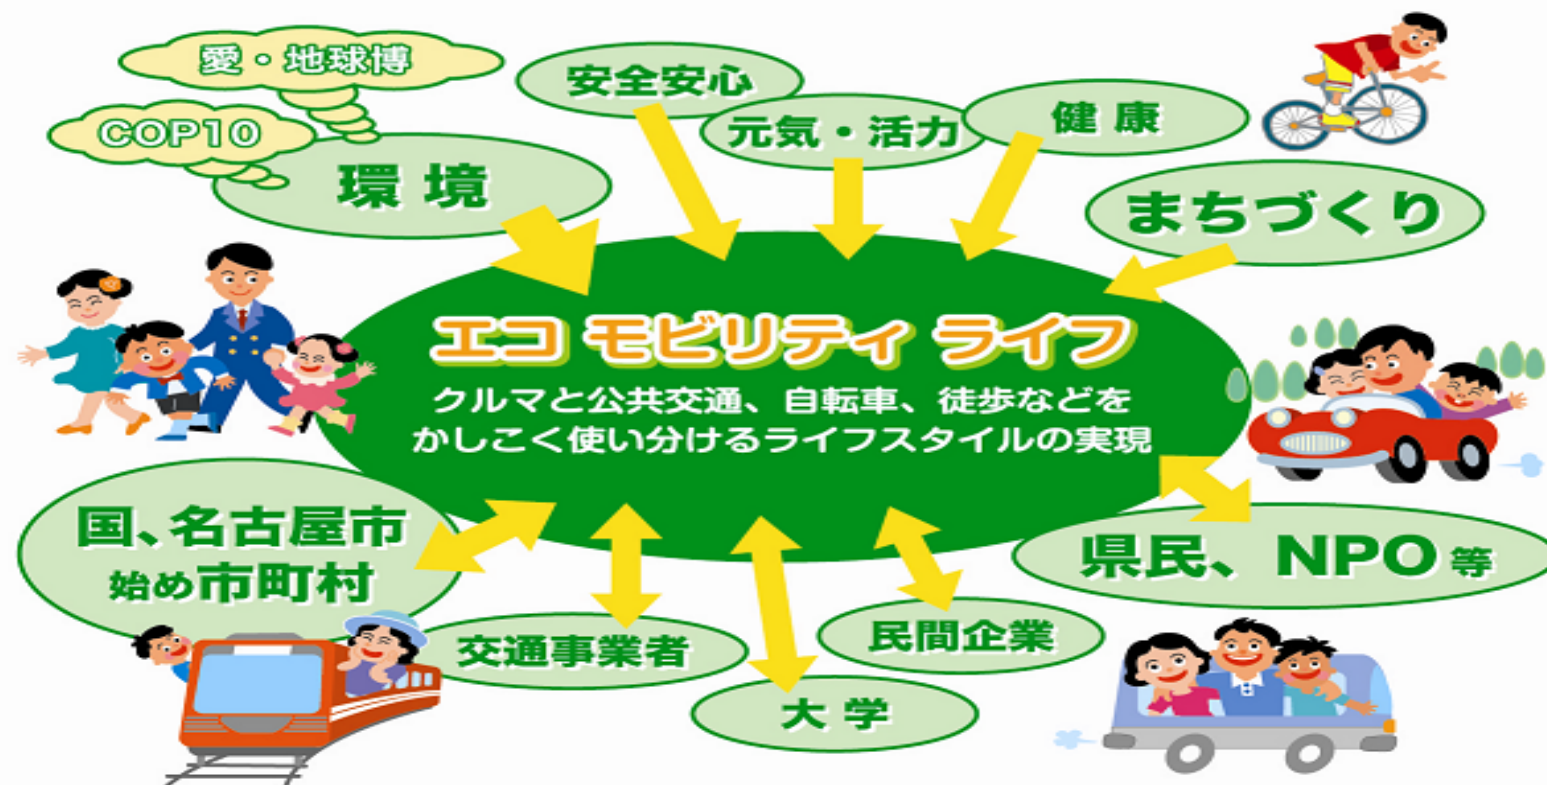 愛・地球博
COP10
環境
安全安心
元気・活力
健康
まちづくり
エコ モビリティ ライフ
クルマと公共交通、自転車、徒歩などを
かしこく使い分けるライフスタイルの実現
国、名古屋市
始め市町村
交通事業者
大学
民間企業
県民、NPO等